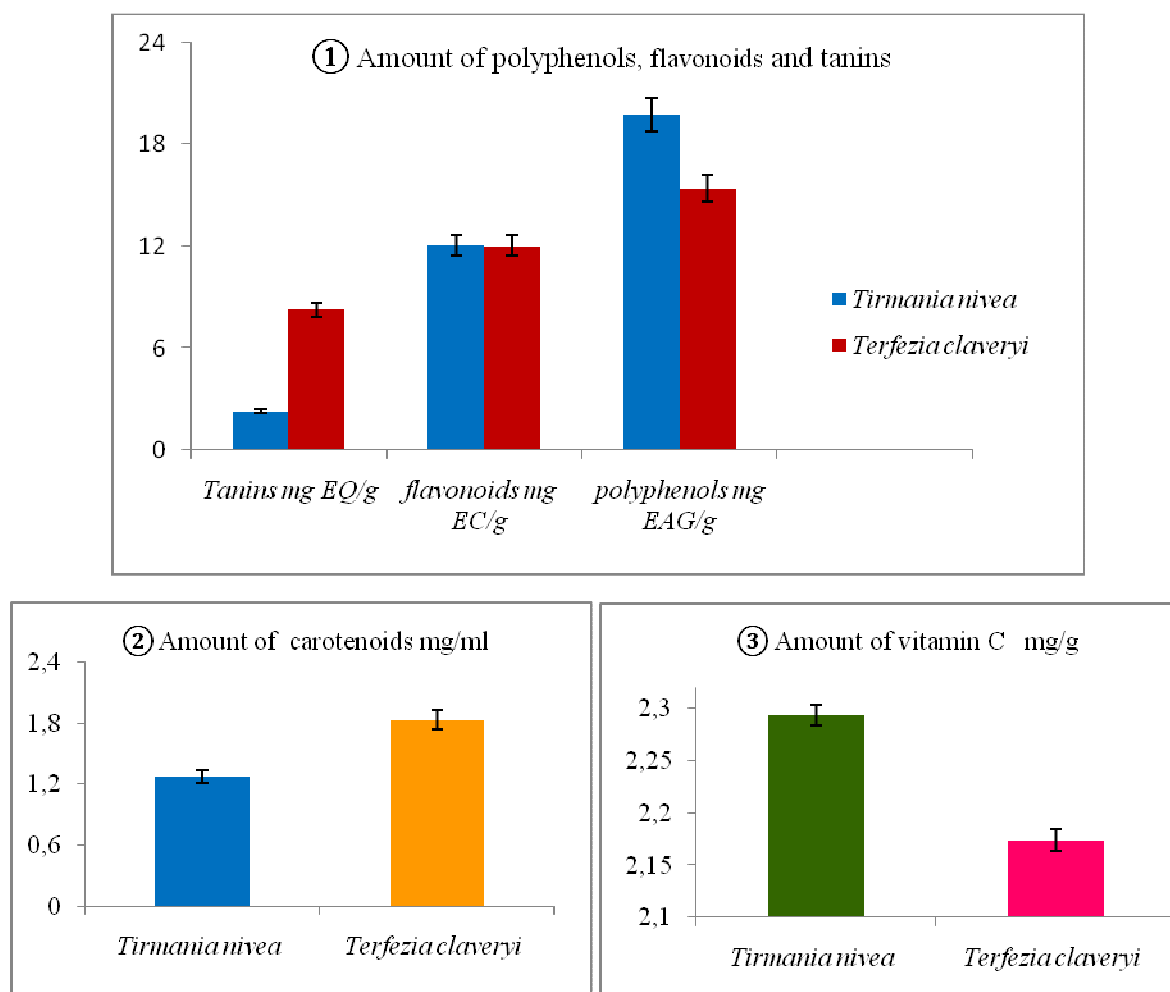 ① Amount of polyphenols, flavonoids and tanins
24
18
12
6
0
Tanins mg EQ/g
flavonoids mg
EC/g
polyphenols mg
EAG/g
Tirmania nivea
Terfezia claveryi
② Amount of carotenoids mg/ml
2,4
1,8
1,2
0,6
0
Tirmania nivea
Terfezia claveryi
③ Amount of vitamin C mg/g
2,3
2,25
2,2
2,15
2,1
Tirmania nivea
Terfezia claveryi